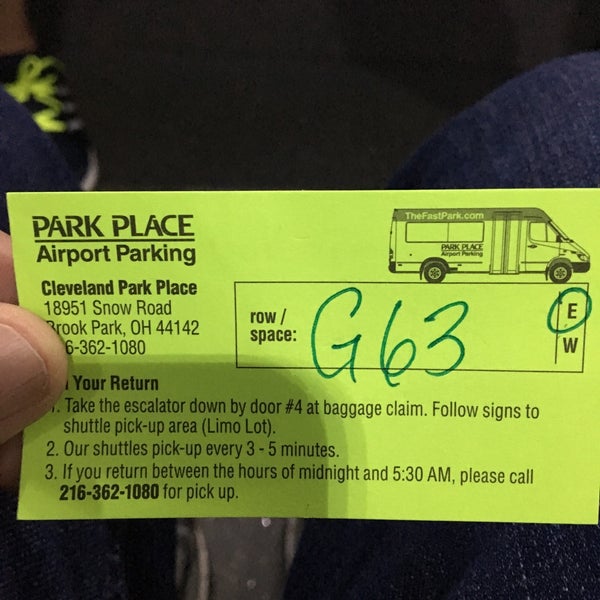 PARK PLACE
Airport Parking
TheFastPark.com
PARK PLACE
Airport Parking
Cleveland Park Place
18951 Snow Road
Brook Park, OH 44142
6-362-1080
row /
space:
G63
E
W
Your Return
1. Take the escalator down by door #4 at baggage claim. Follow signs to
shuttle pick-up area (Limo Lot).
2. Our shuttles pick-up every 3 - 5 minutes.
3. If you return between the hours of midnight and 5:30 AM, please call
216-362-1080 for pick up.